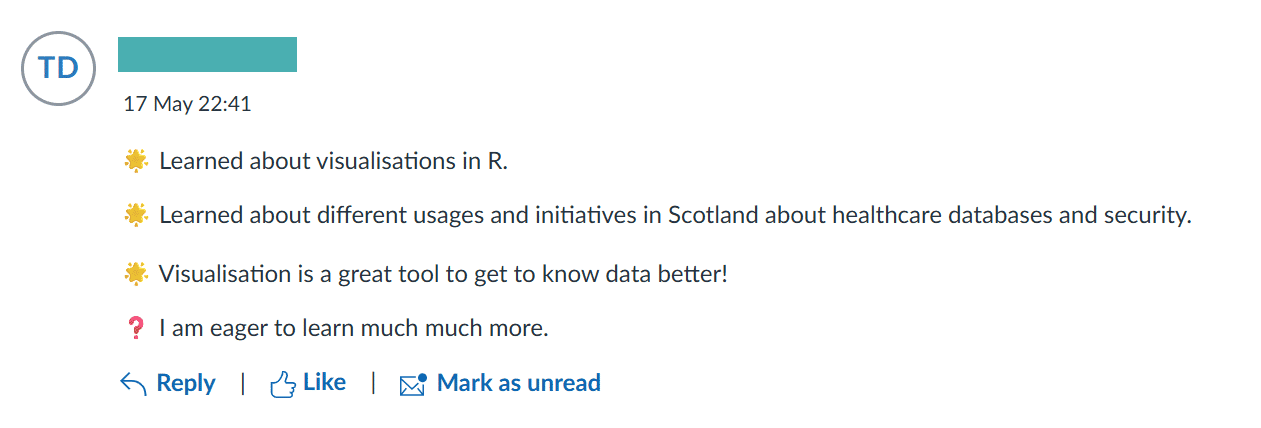 TD
17 May 22:41
🌟 Learned about visualisations in R.
🌟 Learned about different usages and initiatives in Scotland about healthcare databases and security.
🌟 Visualisation is a great tool to get to know data better!
❓ I am eager to learn much much more.
Reply | Like | Mark as unread